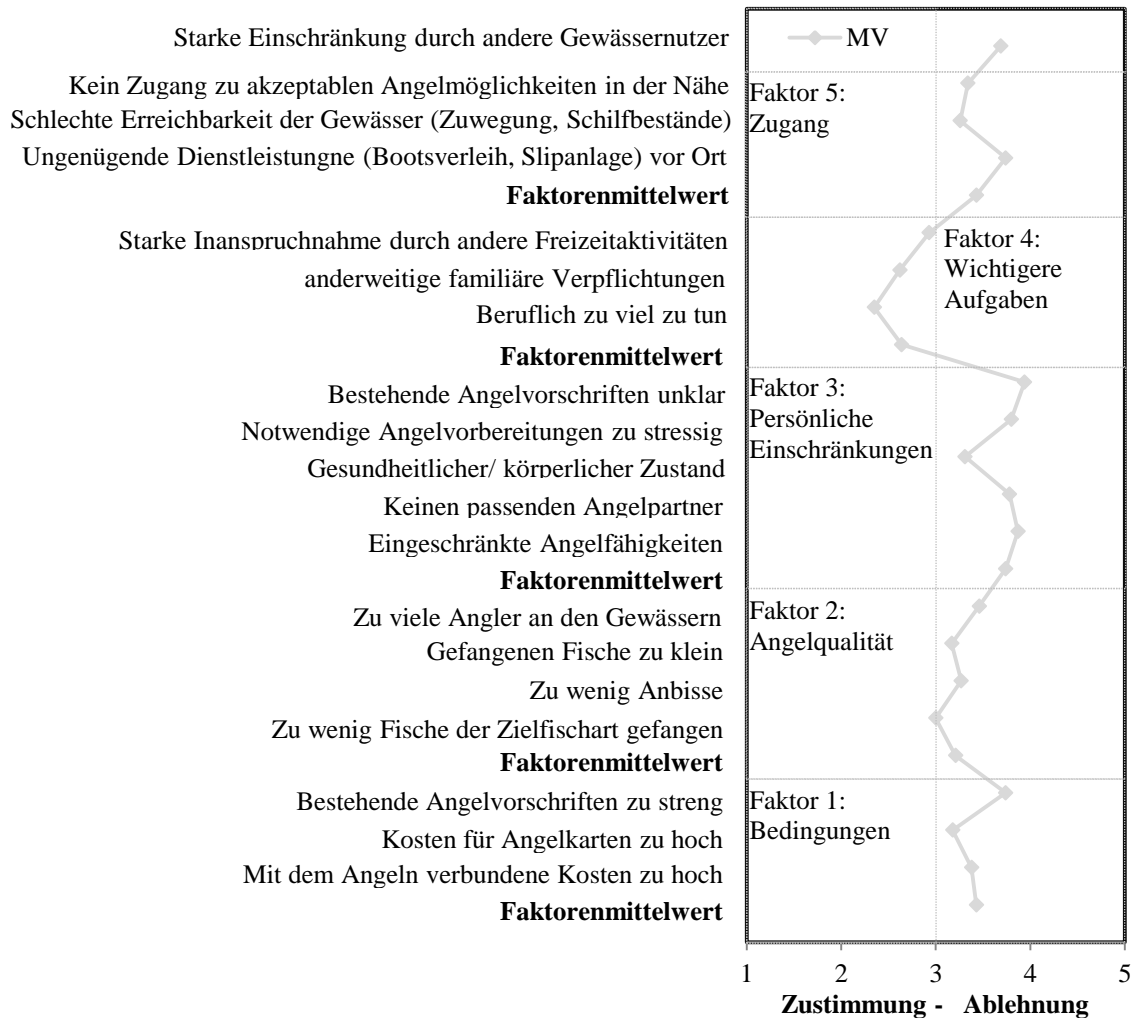 Starke Einschränkung durch andere Gewässernutzer
MV
Kein Zugang zu akzeptablen Angelmöglichkeiten in der Nähe
Schlechte Erreichbarkeit der Gewässer (Zuwegung, Schilfbestände)
Ungenügende Dienstleistungne (Bootsverleih, Slipanlage) vor Ort
Faktorenmittelwert
Faktor 5:
Zugang
Starke Inanspruchnahme durch andere Freizeitaktivitäten
anderweitige familiäre Verpflichtungen
Beruflich zu viel zu tun
Faktorenmittelwert
Faktor 4:
Wichtigere
Aufgaben
Bestehende Angelvorschriften unklar
Notwendige Angelvorbereitungen zu stressig
Gesundheitlicher/ körperlicher Zustand
Keinen passenden Angelpartner
Eingeschränkte Angelfähigkeiten
Faktorenmittelwert
Faktor 3:
Persönliche
Einschränkungen
Zu viele Angler an den Gewässern
Gefangenen Fische zu klein
Zu wenig Anbisse
Zu wenig Fische der Zielfischart gefangen
Faktorenmittelwert
Faktor 2:
Angelqualität
Bestehende Angelvorschriften zu streng
Kosten für Angelkarten zu hoch
Mit dem Angeln verbundene Kosten zu hoch
Faktorenmittelwert
Faktor 1:
Bedingungen
1 2 3 4 5
Zustimmung - Ablehnung